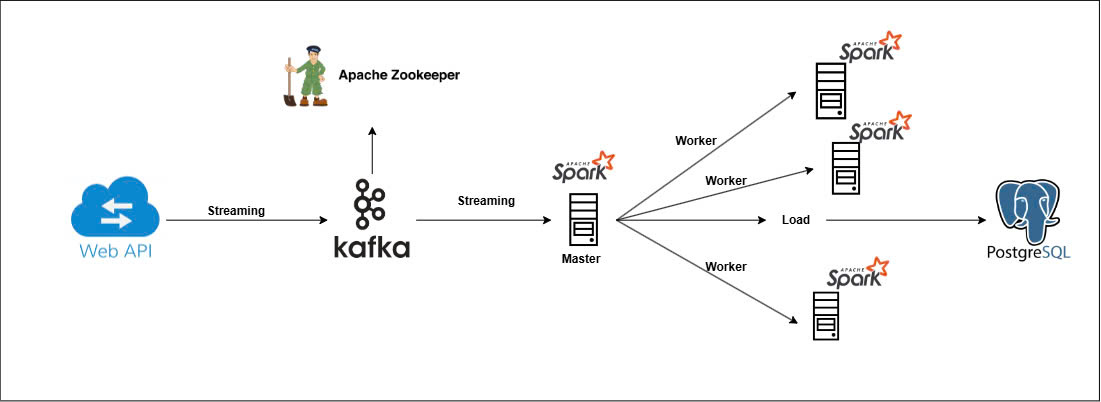 APACHE
Spark
Apache Zookeeper
APACHE
Spark
Worker
APACHE
Spark
Worker
Streaming
Streaming
Load
kafka
Web API
Master
PostgreSQL
Worker
APACHE
Spark